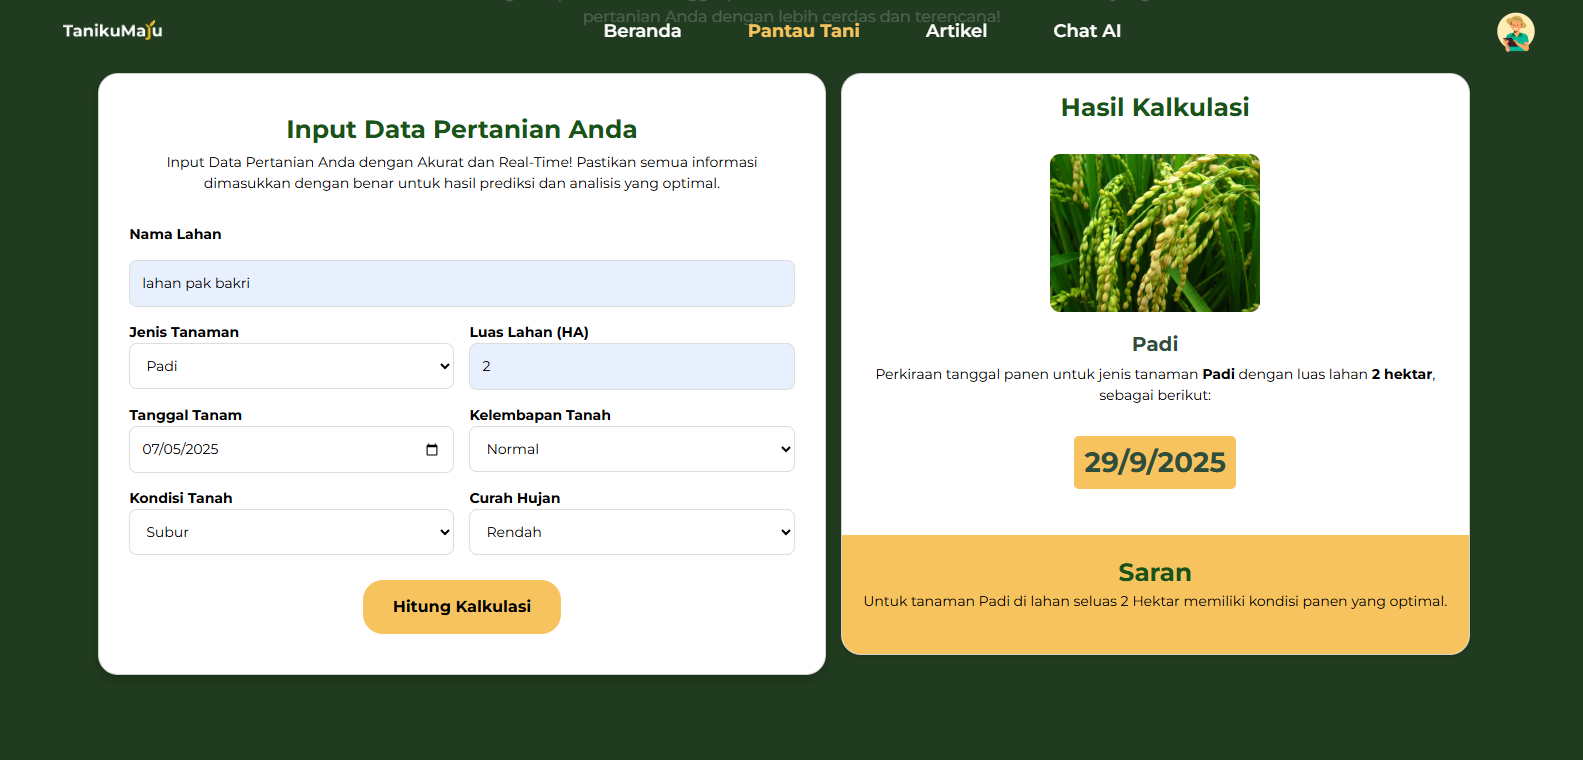 pertanian Anda dengan lebih cerdas dan terencana!
TanikuMaju
Beranda
Pantau Tani
Artikel
Chat AI
Input Data Pertanian Anda
Input Data Pertanian Anda dengan Akurat dan Real-Time! Pastikan semua informasi
dimasukkan dengan benar untuk hasil prediksi dan analisis yang optimal.
Nama Lahan
lahan pak bakri
Jenis Tanaman
Luas Lahan (HA)
Padi
2
Tanggal Tanam
Kelembapan Tanah
07/05/2025
Normal
Kondisi Tanah
Curah Hujan
Subur
Rendah
Hitung Kalkulasi
Hasil Kalkulasi
Padi
Perkiraan tanggal panen untuk jenis tanaman Padi dengan luas lahan 2 hektar,
sebagai berikut:
29/9/2025
Saran
Untuk tanaman Padi di lahan seluas 2 Hektar memiliki kondisi panen yang optimal.